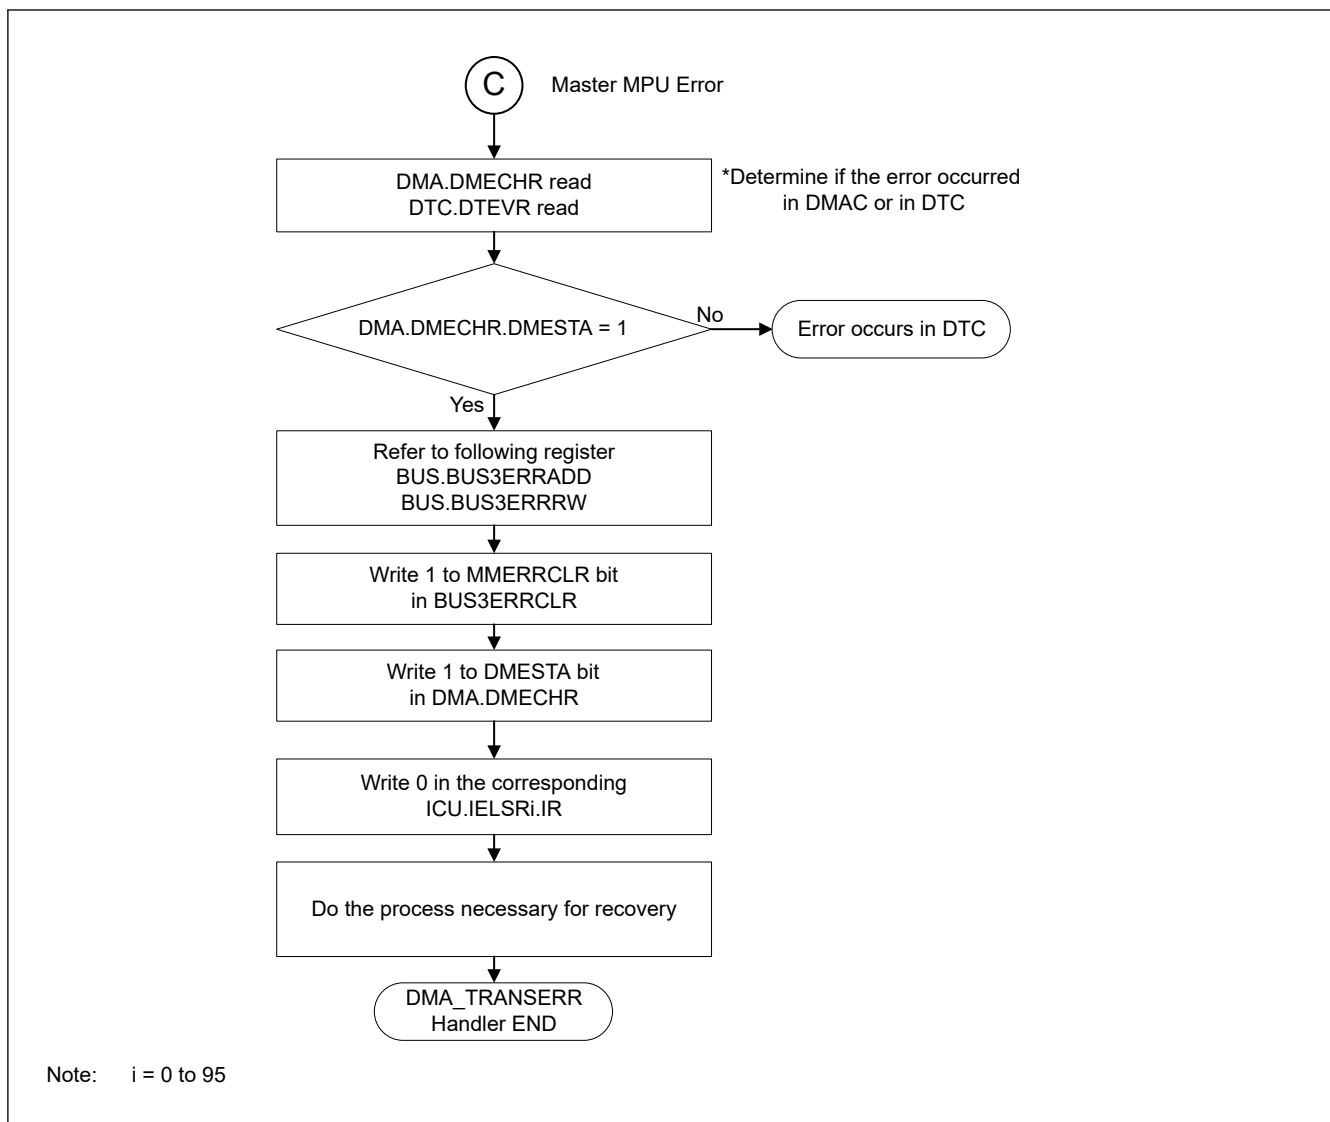 C
Master MPU Error
DMA.DMECHR read
DTC.DTEVR read
*Determine if the error occurred
in DMAC or in DTC
DMA.DMECHR.DMESTA = 1
No
Error occurs in DTC
Yes
Refer to following register
BUS.BUS3ERRADD
BUS.BUS3ERRRW
Write 1 to MMERRCLR bit
in BUS3ERRCLR
Write 1 to DMESTA bit
in DMA.DMECHR
Write 0 in the corresponding
ICU.IELSRi.IR
Do the process necessary for recovery
DMA_TRANSERR
Handler END
Note: i = 0 to 95